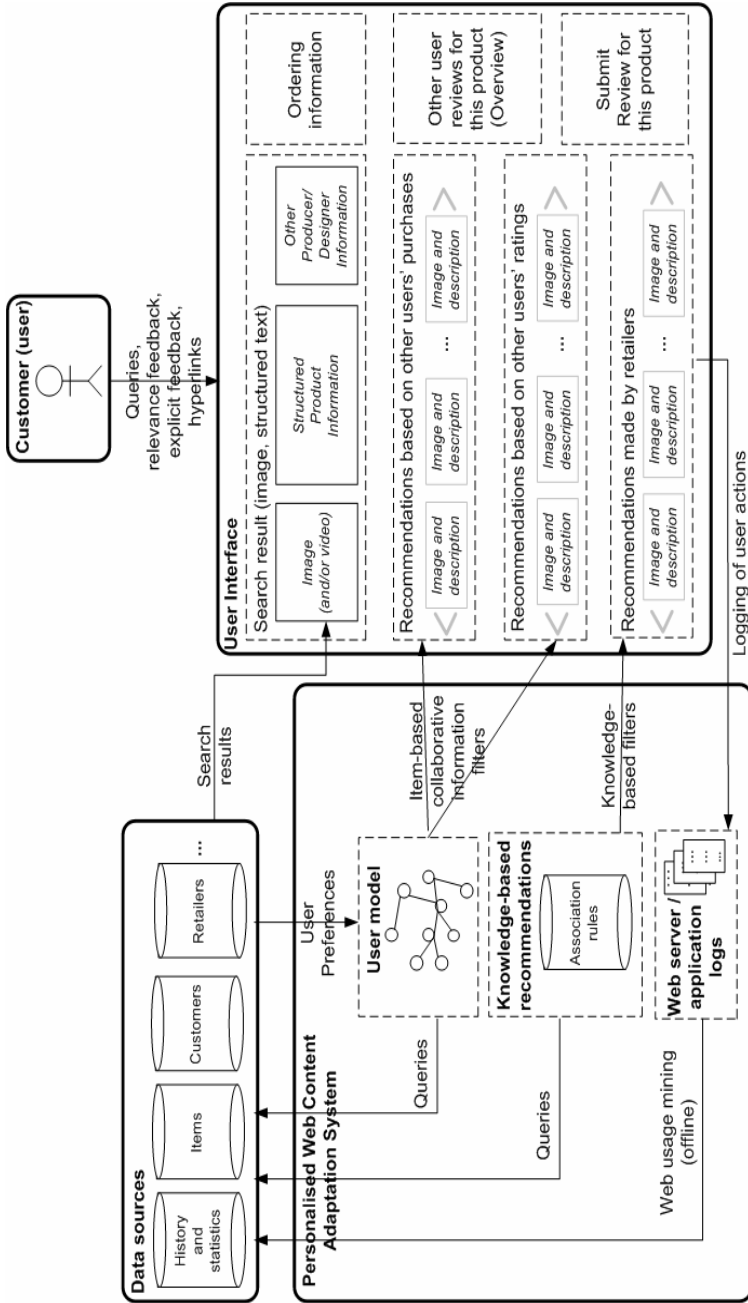 Customer (user)
Queries,
relevance feedback,
explicit feedback,
hyperlinks
Data sources
History
and
statistics
Items
Customers
Retailers
...
Search
results
User Interface
Search result (image, structured text)
Image
(and/or video)
Structured
Product
Information
Other
Producer/
Designer
Information
Ordering
information
Recommendations based on other users' purchases
Image and
description
Image and
description
...
Image and
description
Other user
reviews for
this product
(Overview)
Recommendations based on other users' ratings
Image and
description
Image and
description
...
Image and
description
Recommendations made by retailers
Image and
description
Image and
description
...
Image and
description
Submit
Review for
this product
Personalised Web Content
Adaptation System
Queries
User
Preferences
User model
Item-based
collaborative
information
filters
Queries
Knowledge-based
recommendations
Association
rules
Knowledge-
based filters
Web usage mining
(offline)
Web server /
application
logs
...
...
...
Logging of user actions